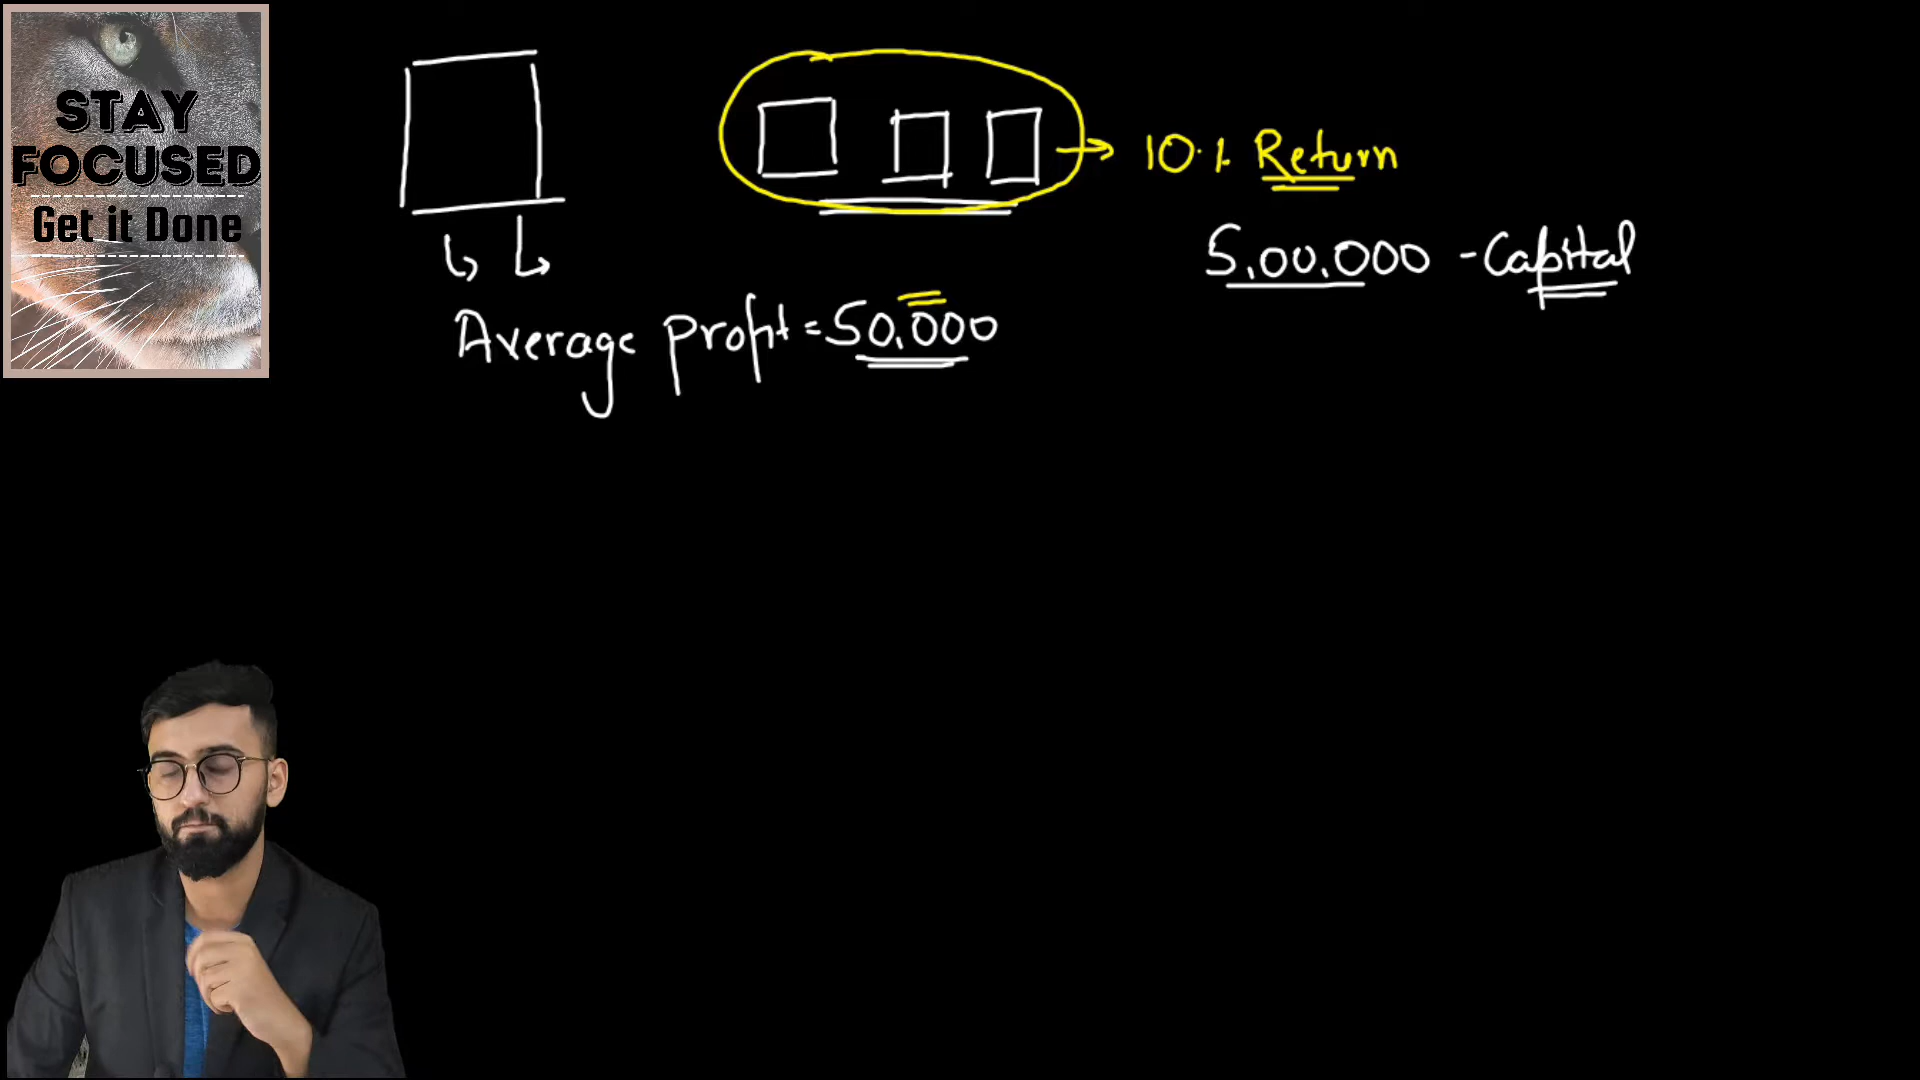 STAY
FOCUSED
Get it Done
10% Return
5,00,000 - Capital
Average profit = 50,000